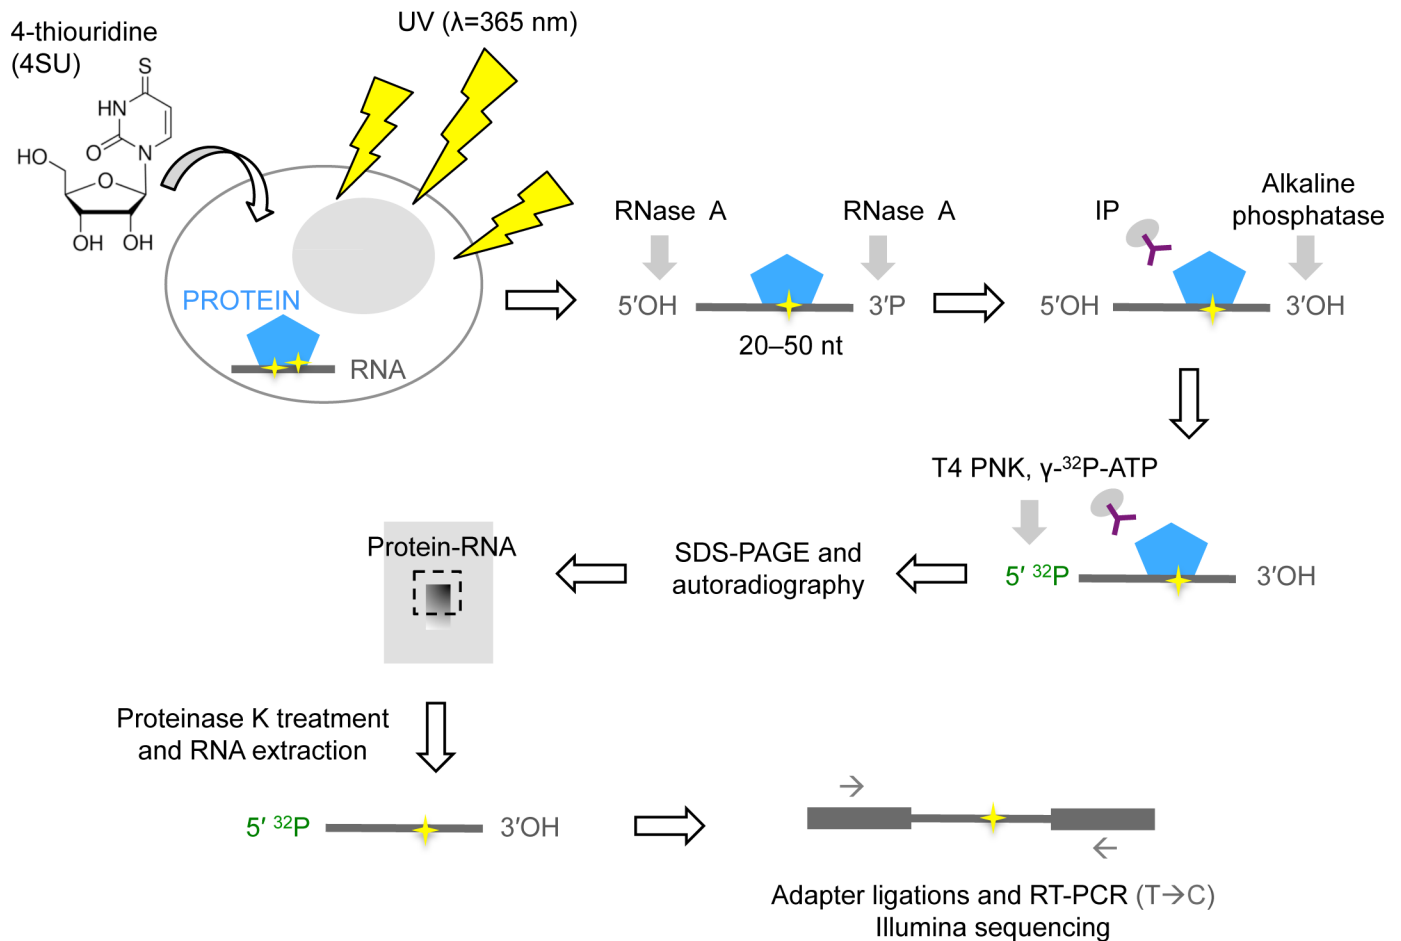 4-thiouridine
(4SU)
S
HN
O
N
HO
O
OH
OH
UV (λ=365 nm)
PROTEIN
RNA
RNase A
RNase A
5′OH
3′P
20–50 nt
IP
Alkaline
phosphatase
5′OH
3′OH
T4 PNK, γ-³²P-ATP
5′ ³²P
3′OH
SDS-PAGE and
autoradiography
Protein-RNA
Proteinase K treatment
and RNA extraction
5′ ³²P
3′OH
Adapter ligations and RT-PCR (T→C)
Illumina sequencing